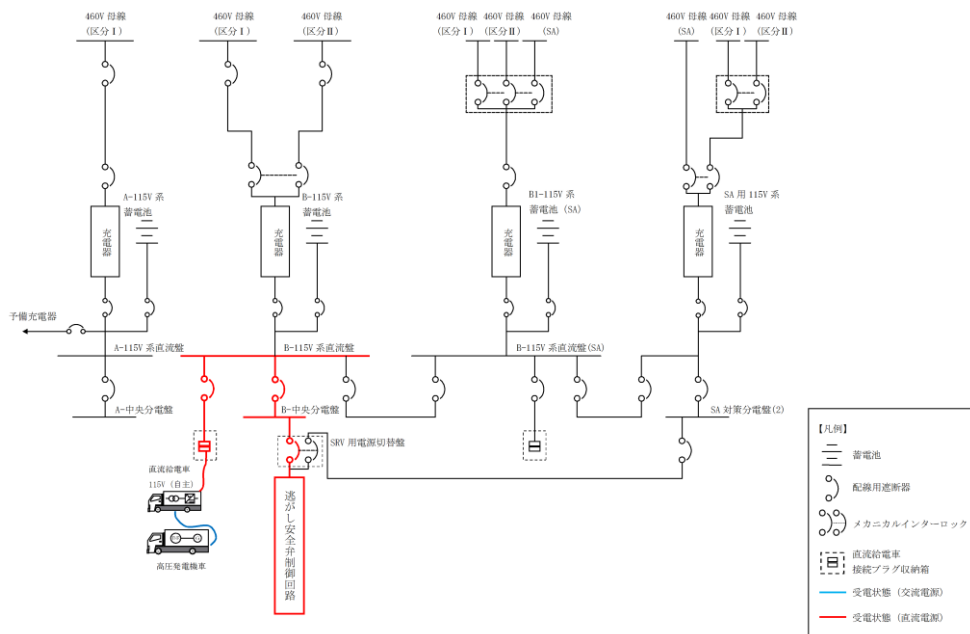 460V 母線
(区分Ⅰ)
460V 母線
(区分Ⅰ)
460V 母線
(区分Ⅱ)
460V 母線
(区分Ⅰ)
460V 母線
(区分Ⅱ)
460V 母線
(SA)
460V 母線
(SA)
460V 母線
(区分Ⅰ)
460V 母線
(区分Ⅱ)
A-115V 系
蓄電池
充電器
B-115V 系
蓄電池
充電器
B1-115V 系
蓄電池 (SA)
充電器
SA 用 115V 系
蓄電池
充電器
予備充電器
A-115V 系直流盤
B-115V 系直流盤
B-115V 系直流盤(SA)
A-中央分電盤
B-中央分電盤
SA 対策分電盤(2)
SRV 用電源切替盤
直流給電車
115V (自主)
高圧発電機車
逃がし安全弁制御回路
【凡例】
蓄電池
配線用遮断器
メカニカルインターロック
直流給電車
接続プラグ収納箱
受電状態 (交流電源)
受電状態 (直流電源)